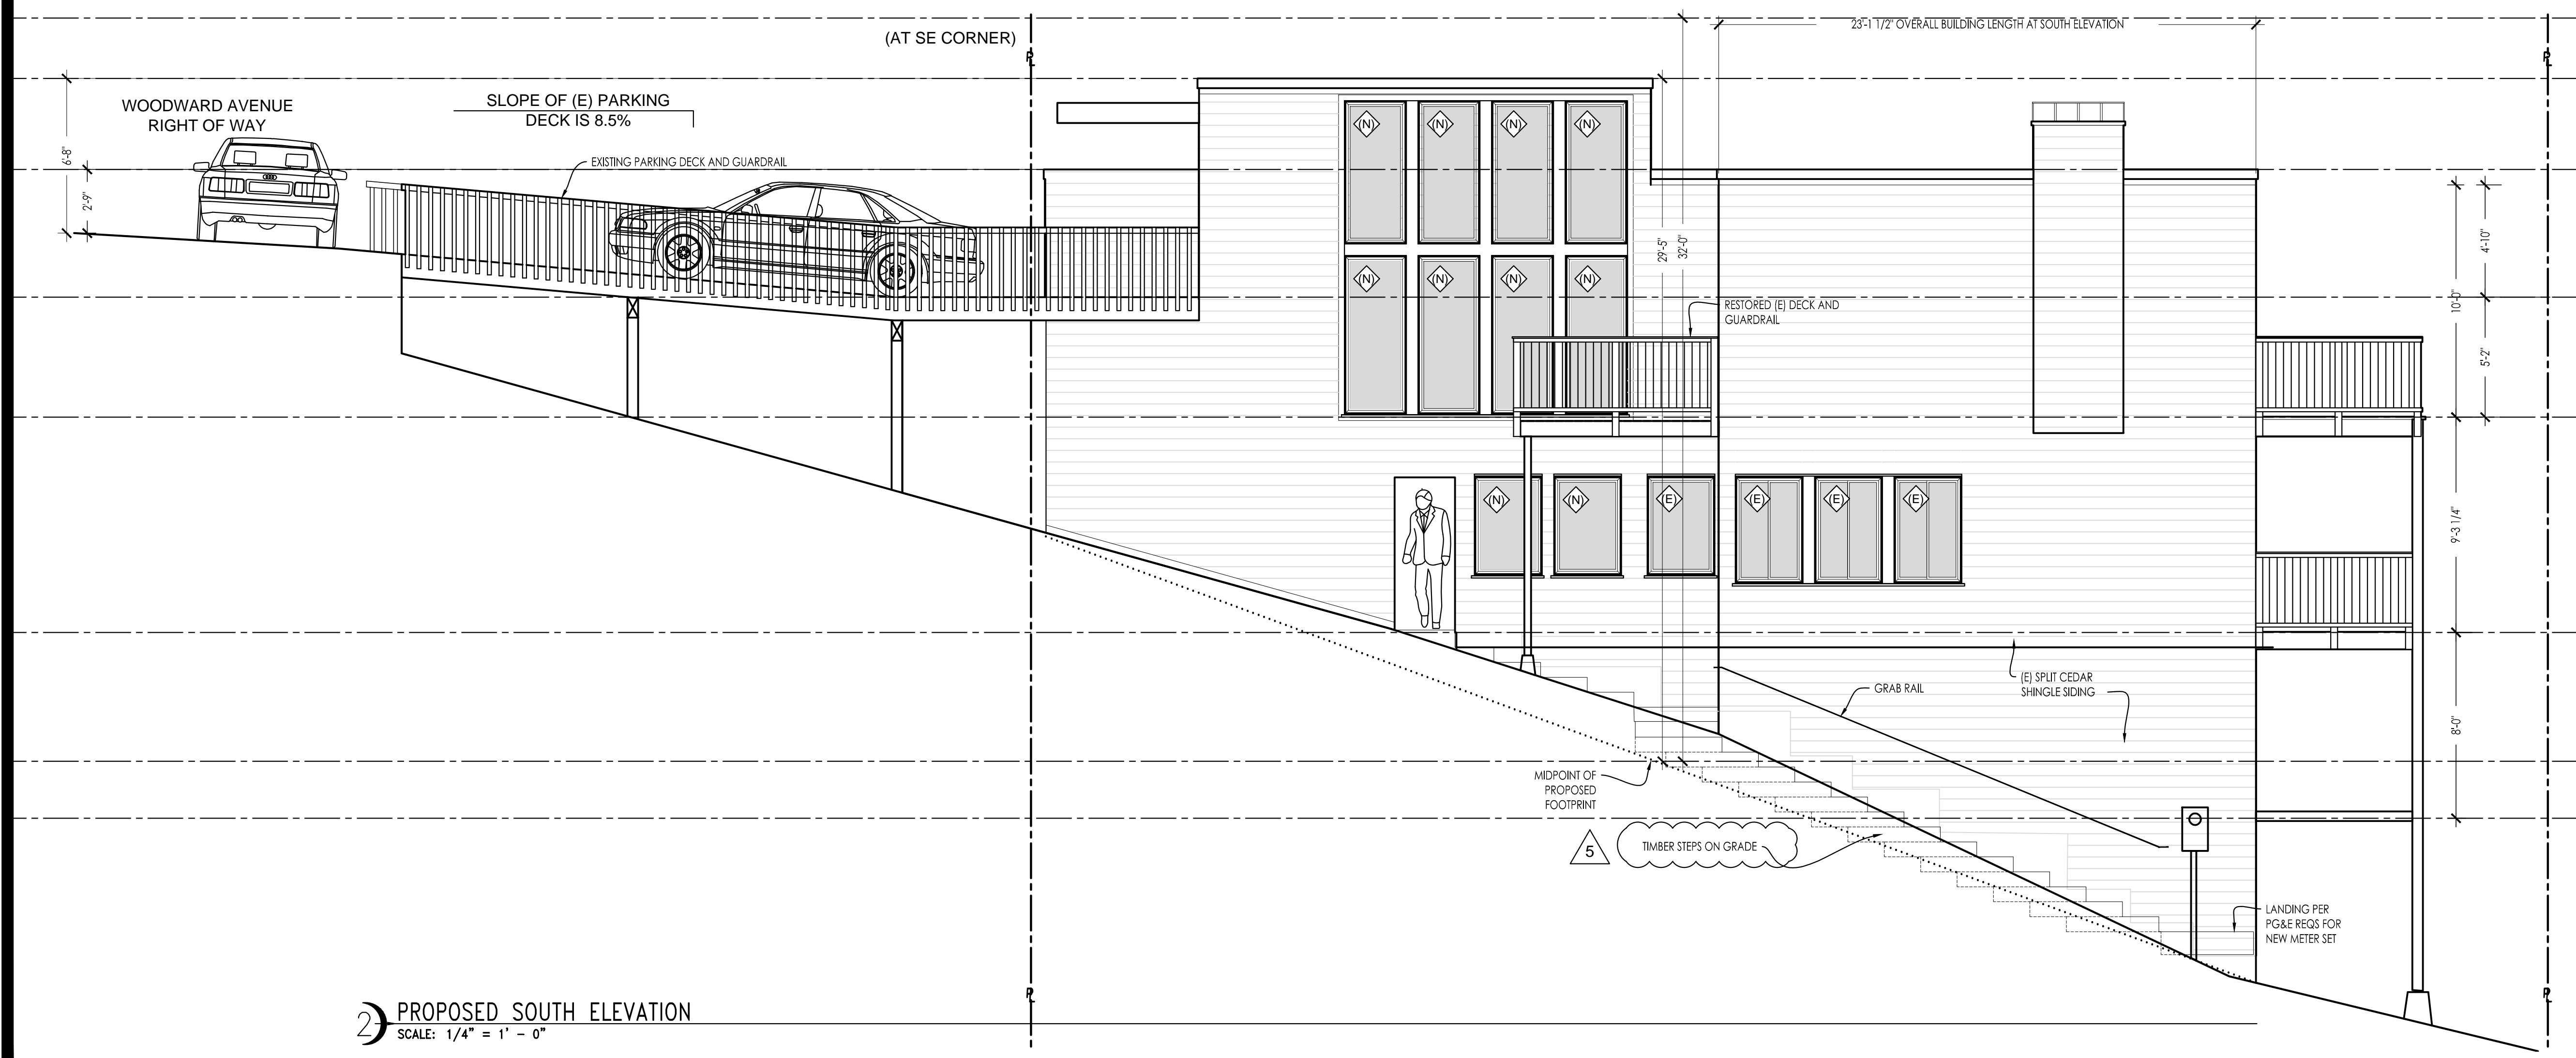 (AT SE CORNER)
23'-1 1/2" OVERALL BUILDING LENGTH AT SOUTH ELEVATION
WOODWARD AVENUE
RIGHT OF WAY
SLOPE OF (E) PARKING
DECK IS 8.5%
EXISTING PARKING DECK AND GUARDRAIL
6'-8"
2'-9"
(N)
(N)
(N)
(N)
(N)
(N)
(N)
(N)
29'-5"
32'-0"
RESTORED (E) DECK AND
GUARDRAIL
10'-0"
4'-10"
5'-2"
(N)
(N)
(E)
(E)
(E)
(E)
9'-3 1/4"
GRAB RAIL
(E) SPLIT CEDAR
SHINGLE SIDING
8'-0"
MIDPOINT OF
PROPOSED
FOOTPRINT
5
TIMBER STEPS ON GRADE
LANDING PER
PG&E REQS FOR
NEW METER SET
2
PROPOSED SOUTH ELEVATION
SCALE: 1/4" = 1' - 0"
PL
PL
PL
PL